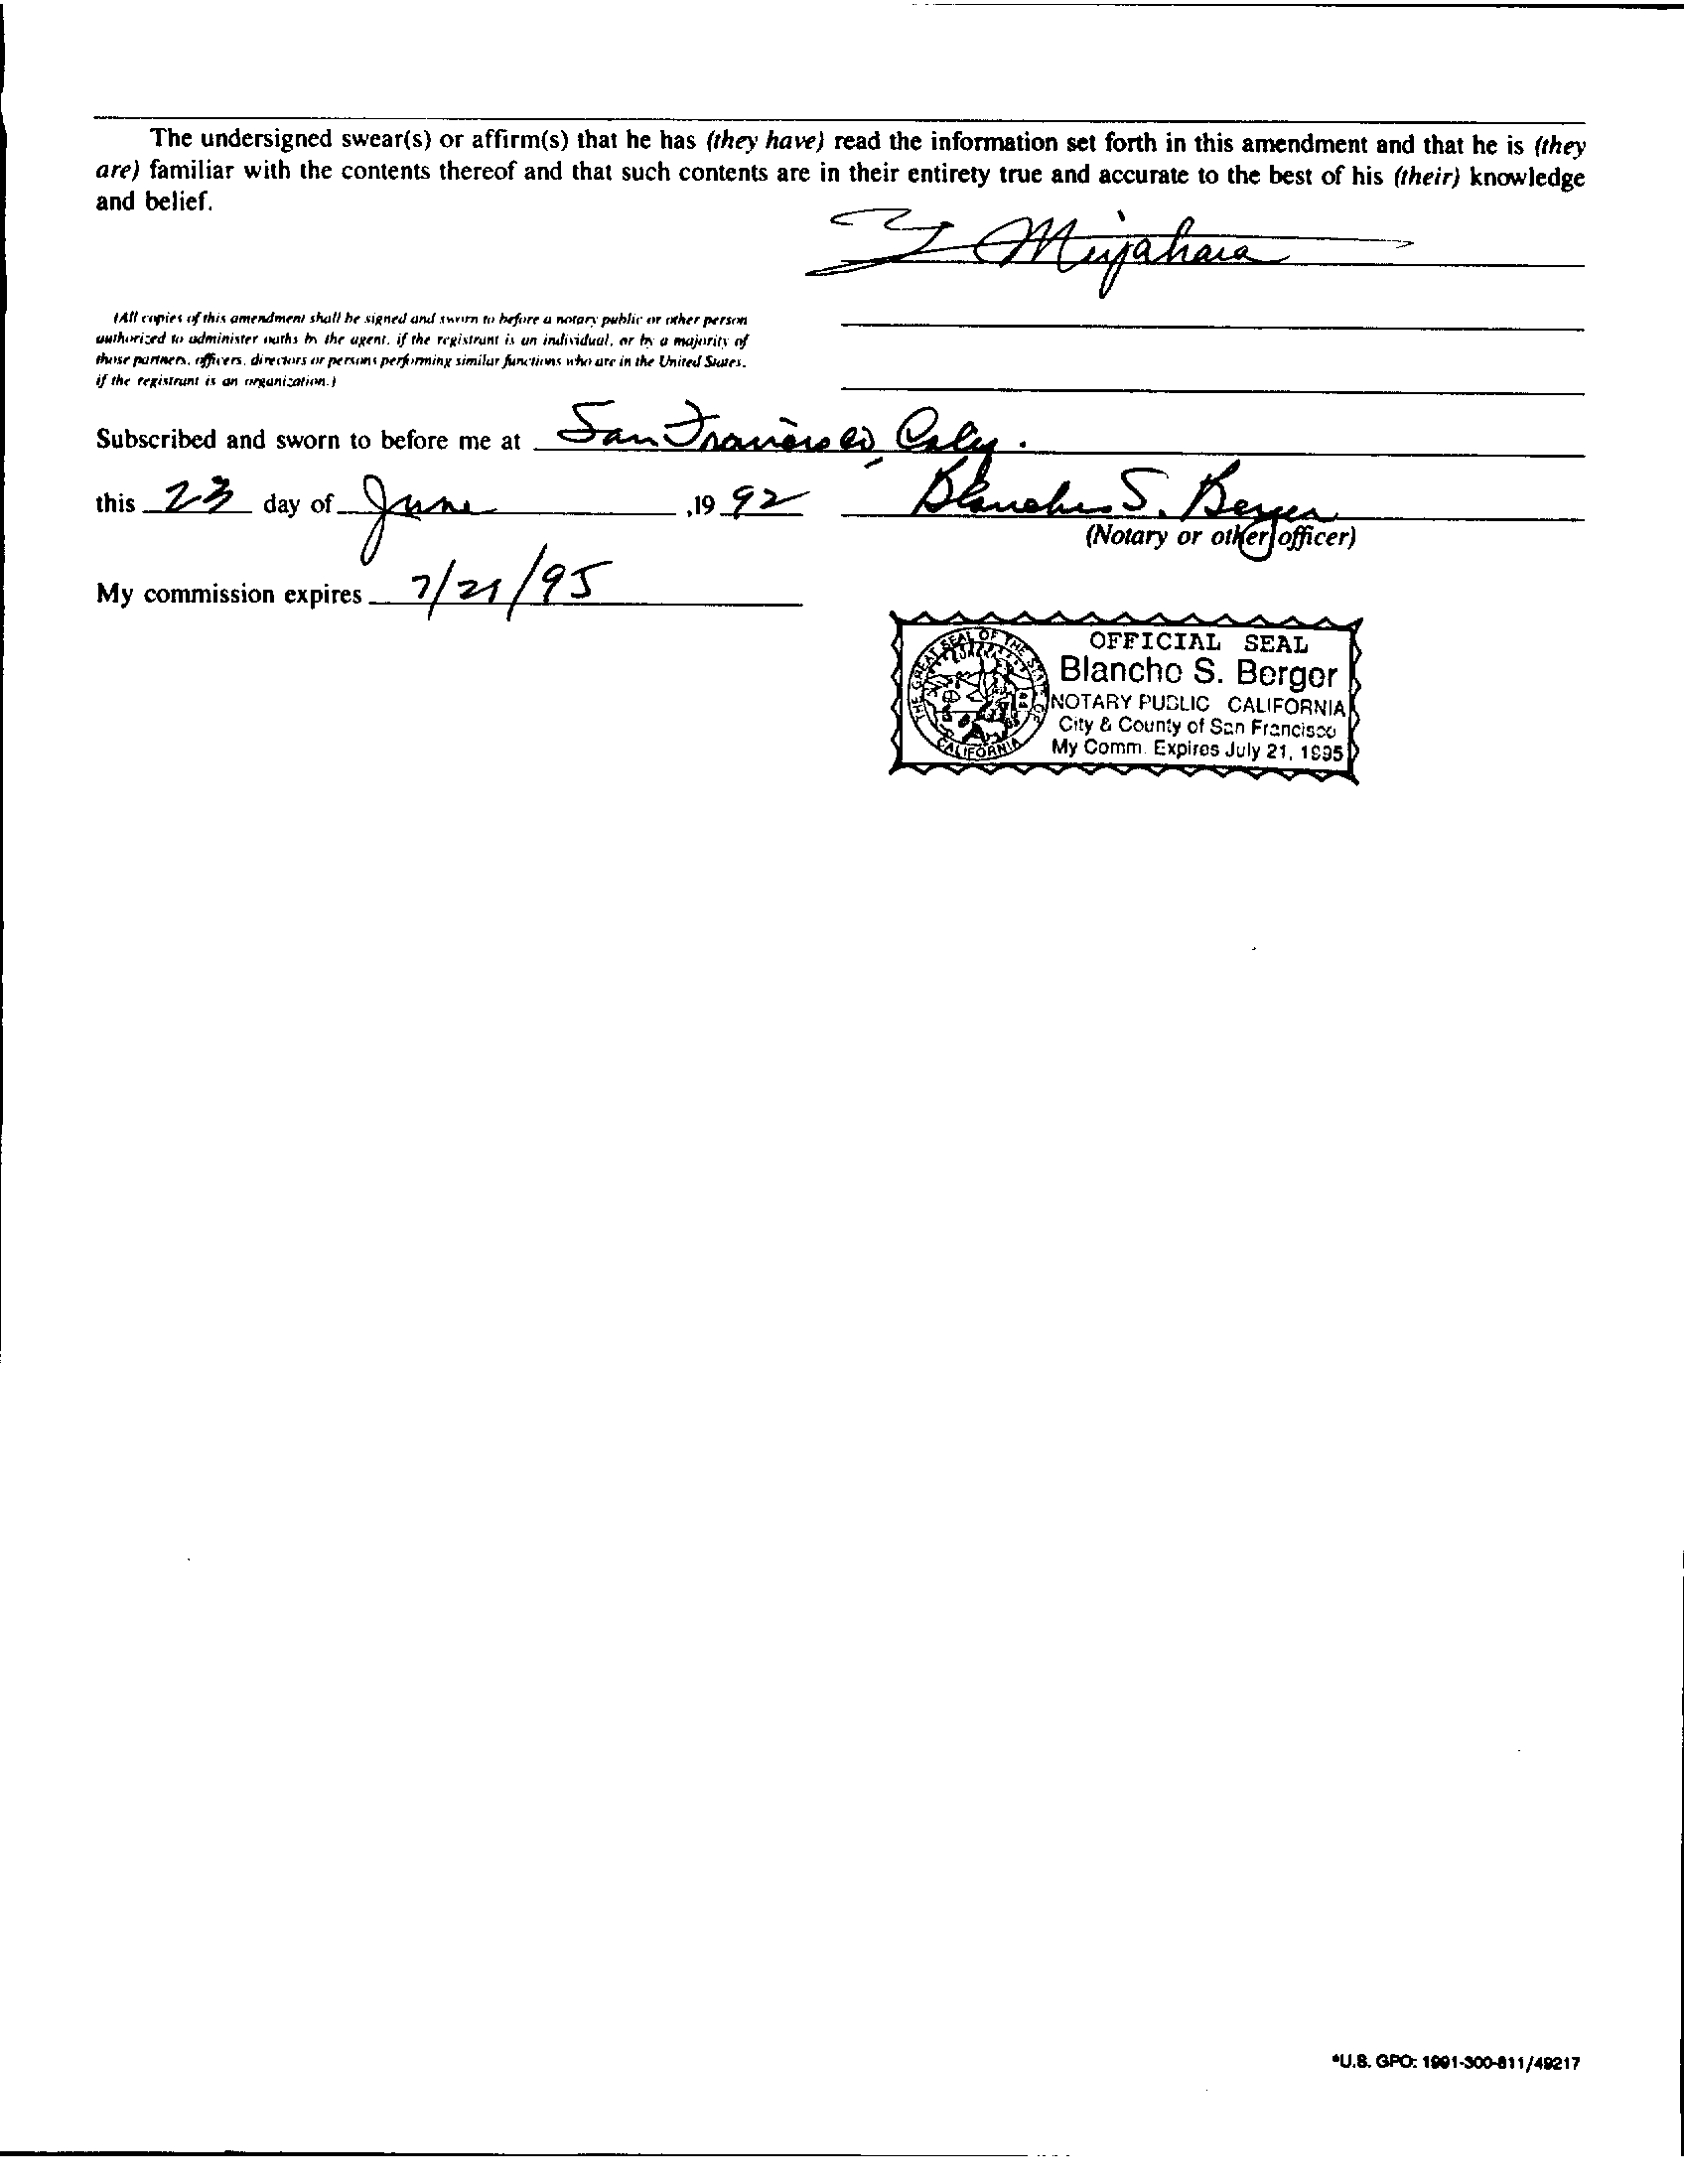 The undersigned swear(s) or affirm(s) that he has (they have) read the information set forth in this amendment and that he is (they
are) familiar with the contents thereof and that such contents are in their entirety true and accurate to the best of his (their) knowledge
and belief.
Y Miyahara
(All copies of this amendment shall be signed and sworn to before a notary public or other person
authorized to administer oaths by the agent, if the registrant is an individual, or by a majority of
those partners, officers, directors or persons performing similar functions who are in the United States,
if the registrant is an organization.)
Subscribed and sworn to before me at San Francisco, Calif.
this 23 day of June ,19 92 Blanche S. Berger
(Notary or other officer)
My commission expires 7/21/95
THE GREAT SEAL OF THE STATE OF CALIFORNIA
OFFICIAL SEAL
Blanche S. Berger
NOTARY PUBLIC CALIFORNIA
City & County of San Francisco
My Comm. Expires July 21, 1995
*U.S. GPO: 1991-300-811/49217